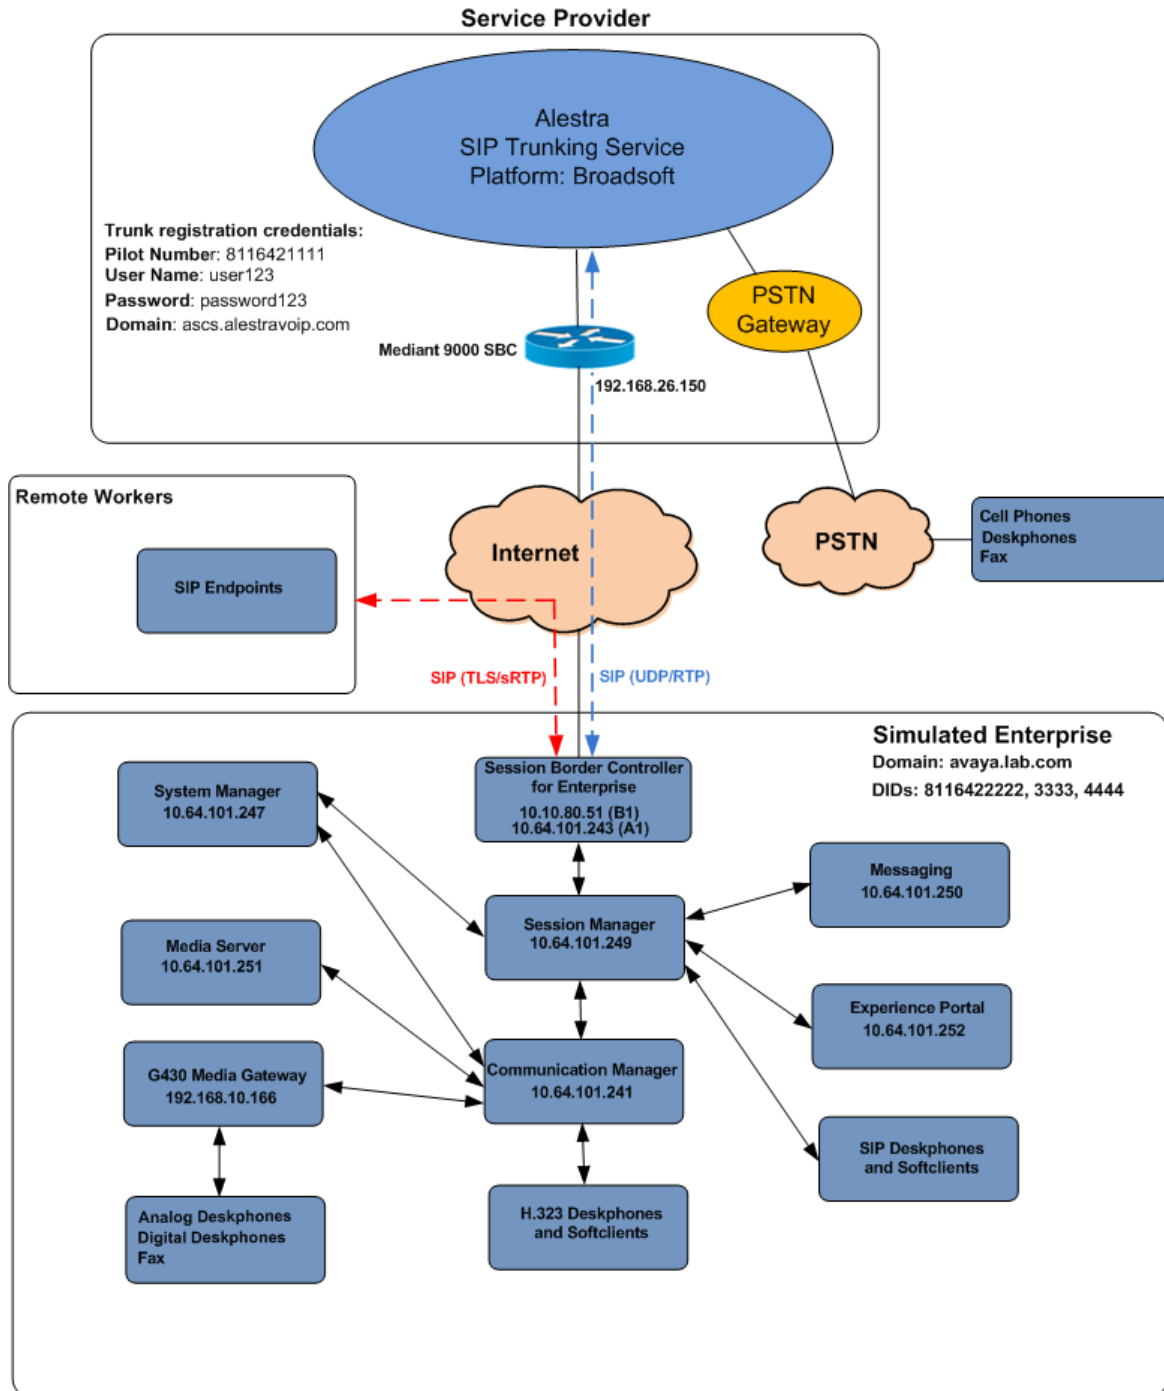 Service Provider
Alestra
SIP Trunking Service
Platform: Broadsoft
Trunk registration credentials:
Pilot Number: 8116421111
User Name: user123
Password: password123
Domain: ascs.alestravoip.com
PSTN
Gateway
Mediant 9000 SBC
192.168.26.150
Remote Workers
SIP Endpoints
Internet
PSTN
Cell Phones
Deskphones
Fax
SIP (TLS/sRTP)
SIP (UDP/RTP)
Simulated Enterprise
Domain: avaya.lab.com
DIDs: 8116422222, 3333, 4444
Session Border Controller
for Enterprise
10.10.80.51 (B1)
10.64.101.243 (A1)
System Manager
10.64.101.247
Messaging
10.64.101.250
Session Manager
10.64.101.249
Media Server
10.64.101.251
Experience Portal
10.64.101.252
Communication Manager
10.64.101.241
G430 Media Gateway
192.168.10.166
SIP Deskphones
and Softclients
Analog Deskphones
Digital Deskphones
Fax
H.323 Deskphones
and Softclients